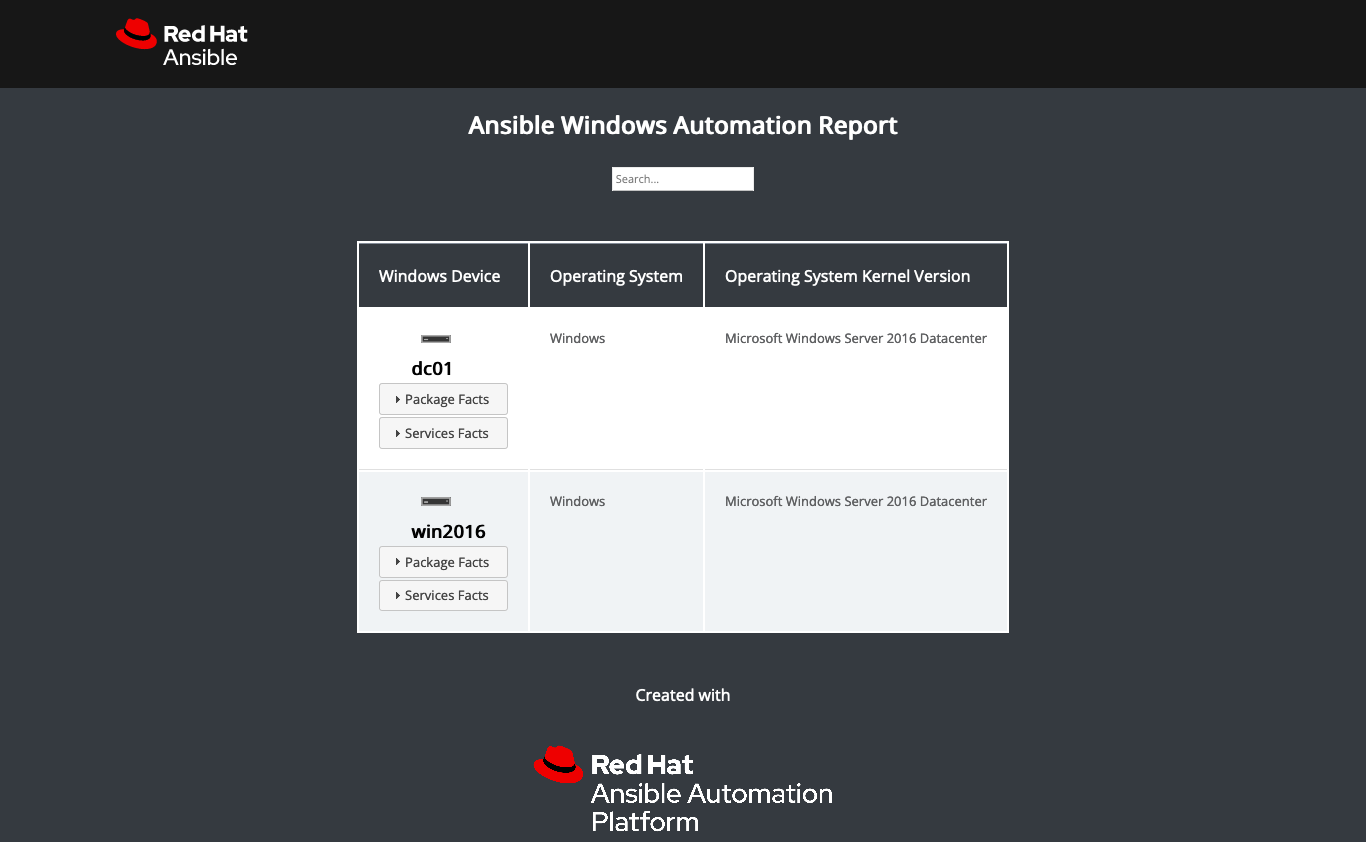 Red Hat
Ansible
Ansible Windows Automation Report
Search...
Windows Device
Operating System
Operating System Kernel Version
dc01
Package Facts
Services Facts
Windows
Microsoft Windows Server 2016 Datacenter
win2016
Package Facts
Services Facts
Windows
Microsoft Windows Server 2016 Datacenter
Created with
Red Hat
Ansible Automation
Platform